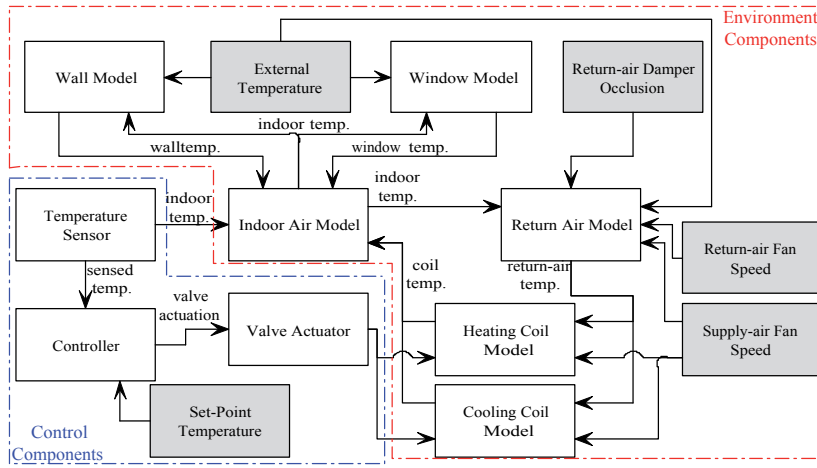 Environment
Components
Wall Model
External
Temperature
Window Model
Return-air Damper
Occlusion
indoor temp.
walltemp.
window temp.
indoor
temp.
indoor
temp.
Temperature
Sensor
Indoor Air Model
Return Air Model
Return-air Fan
Speed
sensed
temp.
valve
actuation
coil
temp.
return-air
temp.
Controller
Valve Actuator
Heating Coil
Model
Supply-air Fan
Speed
Set-Point
Temperature
Cooling Coil
Model
Control
Components